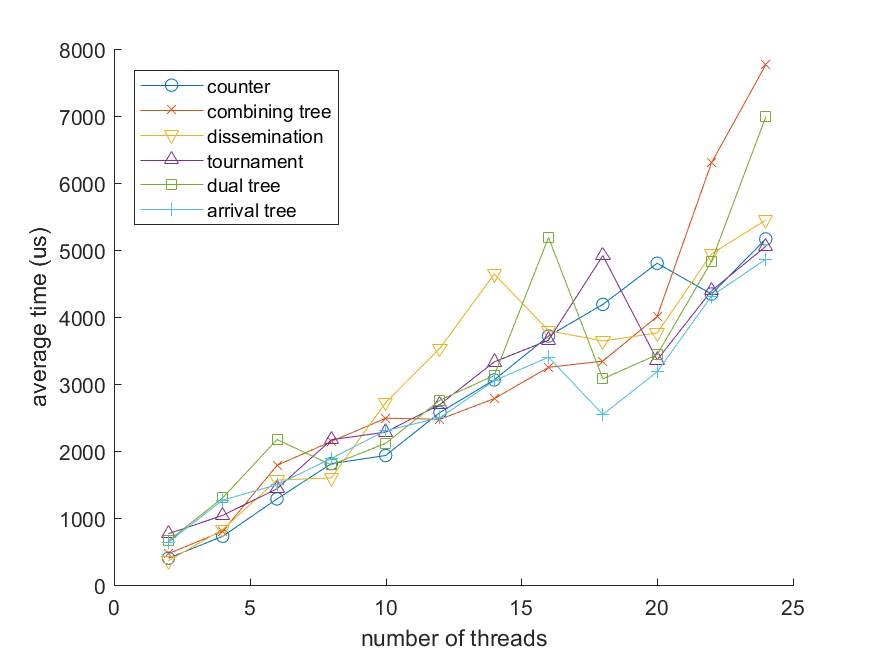 8000
7000
6000
5000
4000
3000
2000
1000
0
average time (us)
counter
combining tree
dissemination
tournament
dual tree
arrival tree
0 5 10 15 20 25
number of threads